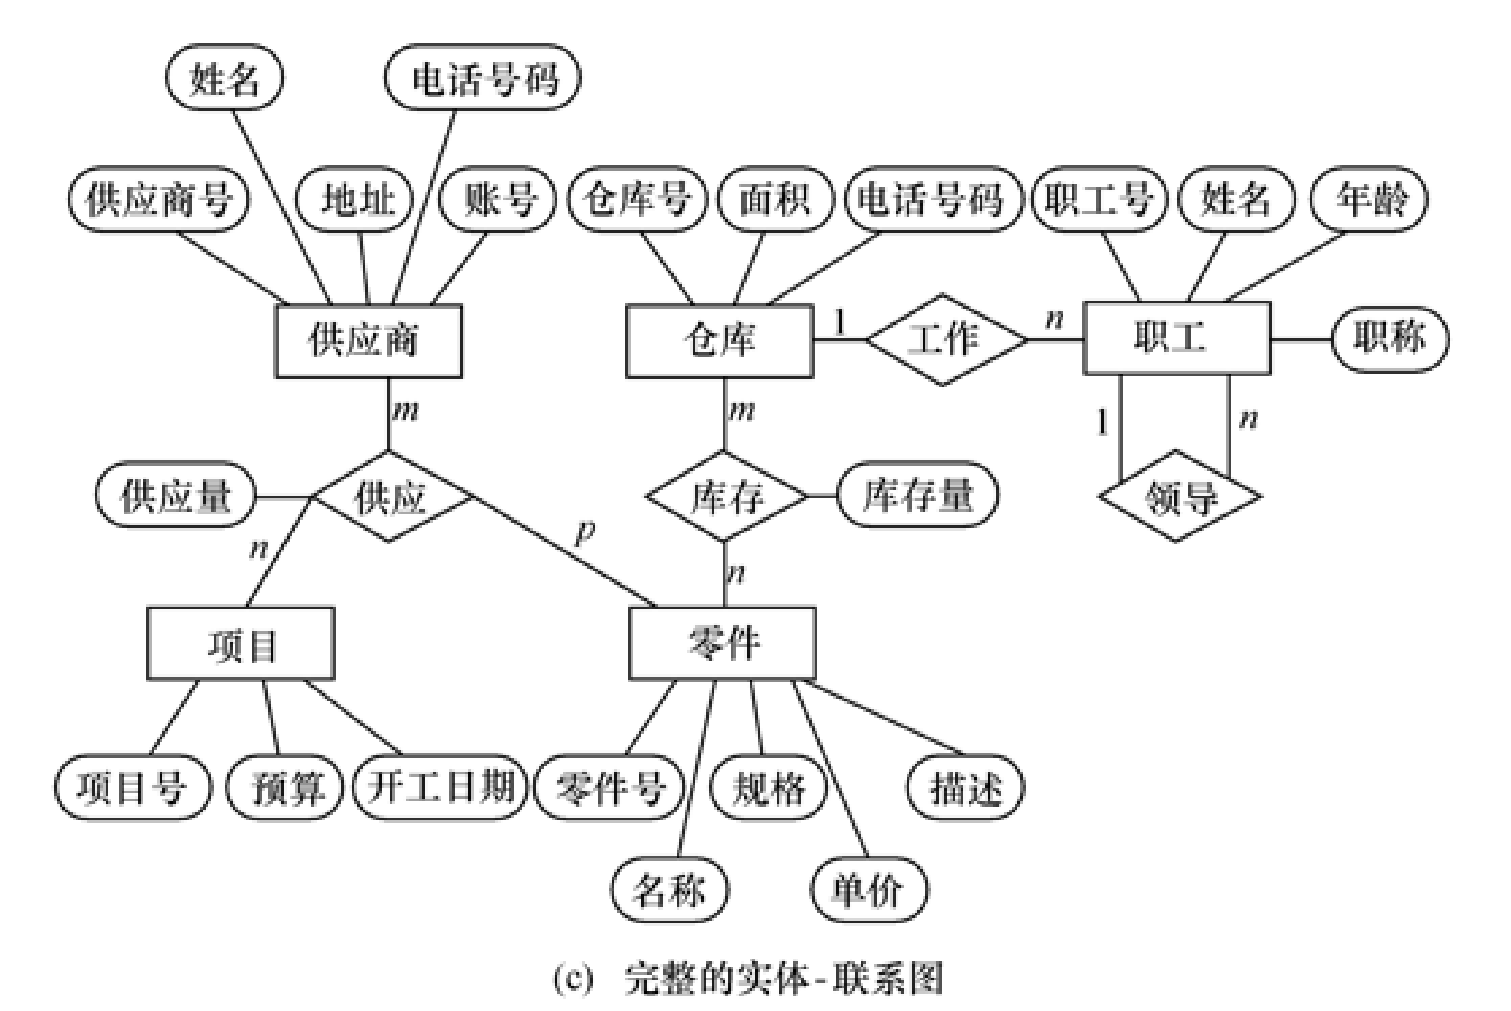 姓名 电话号码
供应商号 地址 账号 仓库号 面积 电话号码 职工号 姓名 年龄
供应商 仓库 1 工作 n 职工 职称
m m 1 n
供应量 供应 库存 库存量 领导
n p n
项目 零件
项目号 预算 开工日期 零件号 规格 描述
名称 单价
(c) 完整的实体-联系图